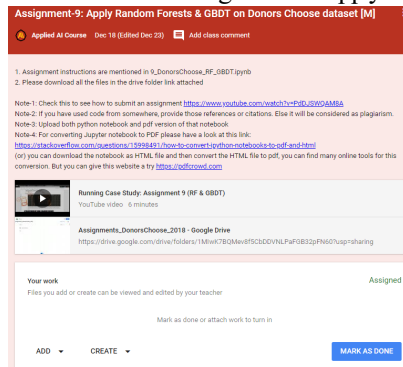 Assignment-9: Apply Random Forests & GBDT on Donors Choose dataset [M]
Applied AI Course Dec 18 (Edited Dec 23) Add class comment
1. Assignment instructions are mentioned in 9_DonorsChoose_RF_GBDT.ipynb
2. Please download all the files in the drive folder link attached
Note-1: Check this to see how to submit an assignment https://www.youtube.com/watch?v=PdDJSWQAM8A
Note-2: If you have used code from somewhere, provide those references or citations. Else it will be considered as plagiarism.
Note-3: Upload both python notebook and pdf version of that notebook
Note-4: For converting Jupyter notebook to PDF please have a look at this link:
https://stackoverflow.com/questions/15998491/how-to-convert-ipython-notebooks-to-pdf-and-html
(or) you can download the notebook as HTML file and then convert the HTML file to pdf, you can find many online tools for this
conversion. But you can give this website a try https://pdfcrowd.com
Running Case Study: Assignment 9 (RF & GBDT)
YouTube video 6 minutes
Assignments_DonorsChoose_2018 - Google Drive
https://drive.google.com/drive/folders/1MIwK7BQMev8fSCbDDVNLPaFGB32pFN60?usp=sharing
Your work Assigned
Files you add or create can be viewed and edited by your teacher
Mark as done or attach work to turn in
ADD CREATE MARK AS DONE